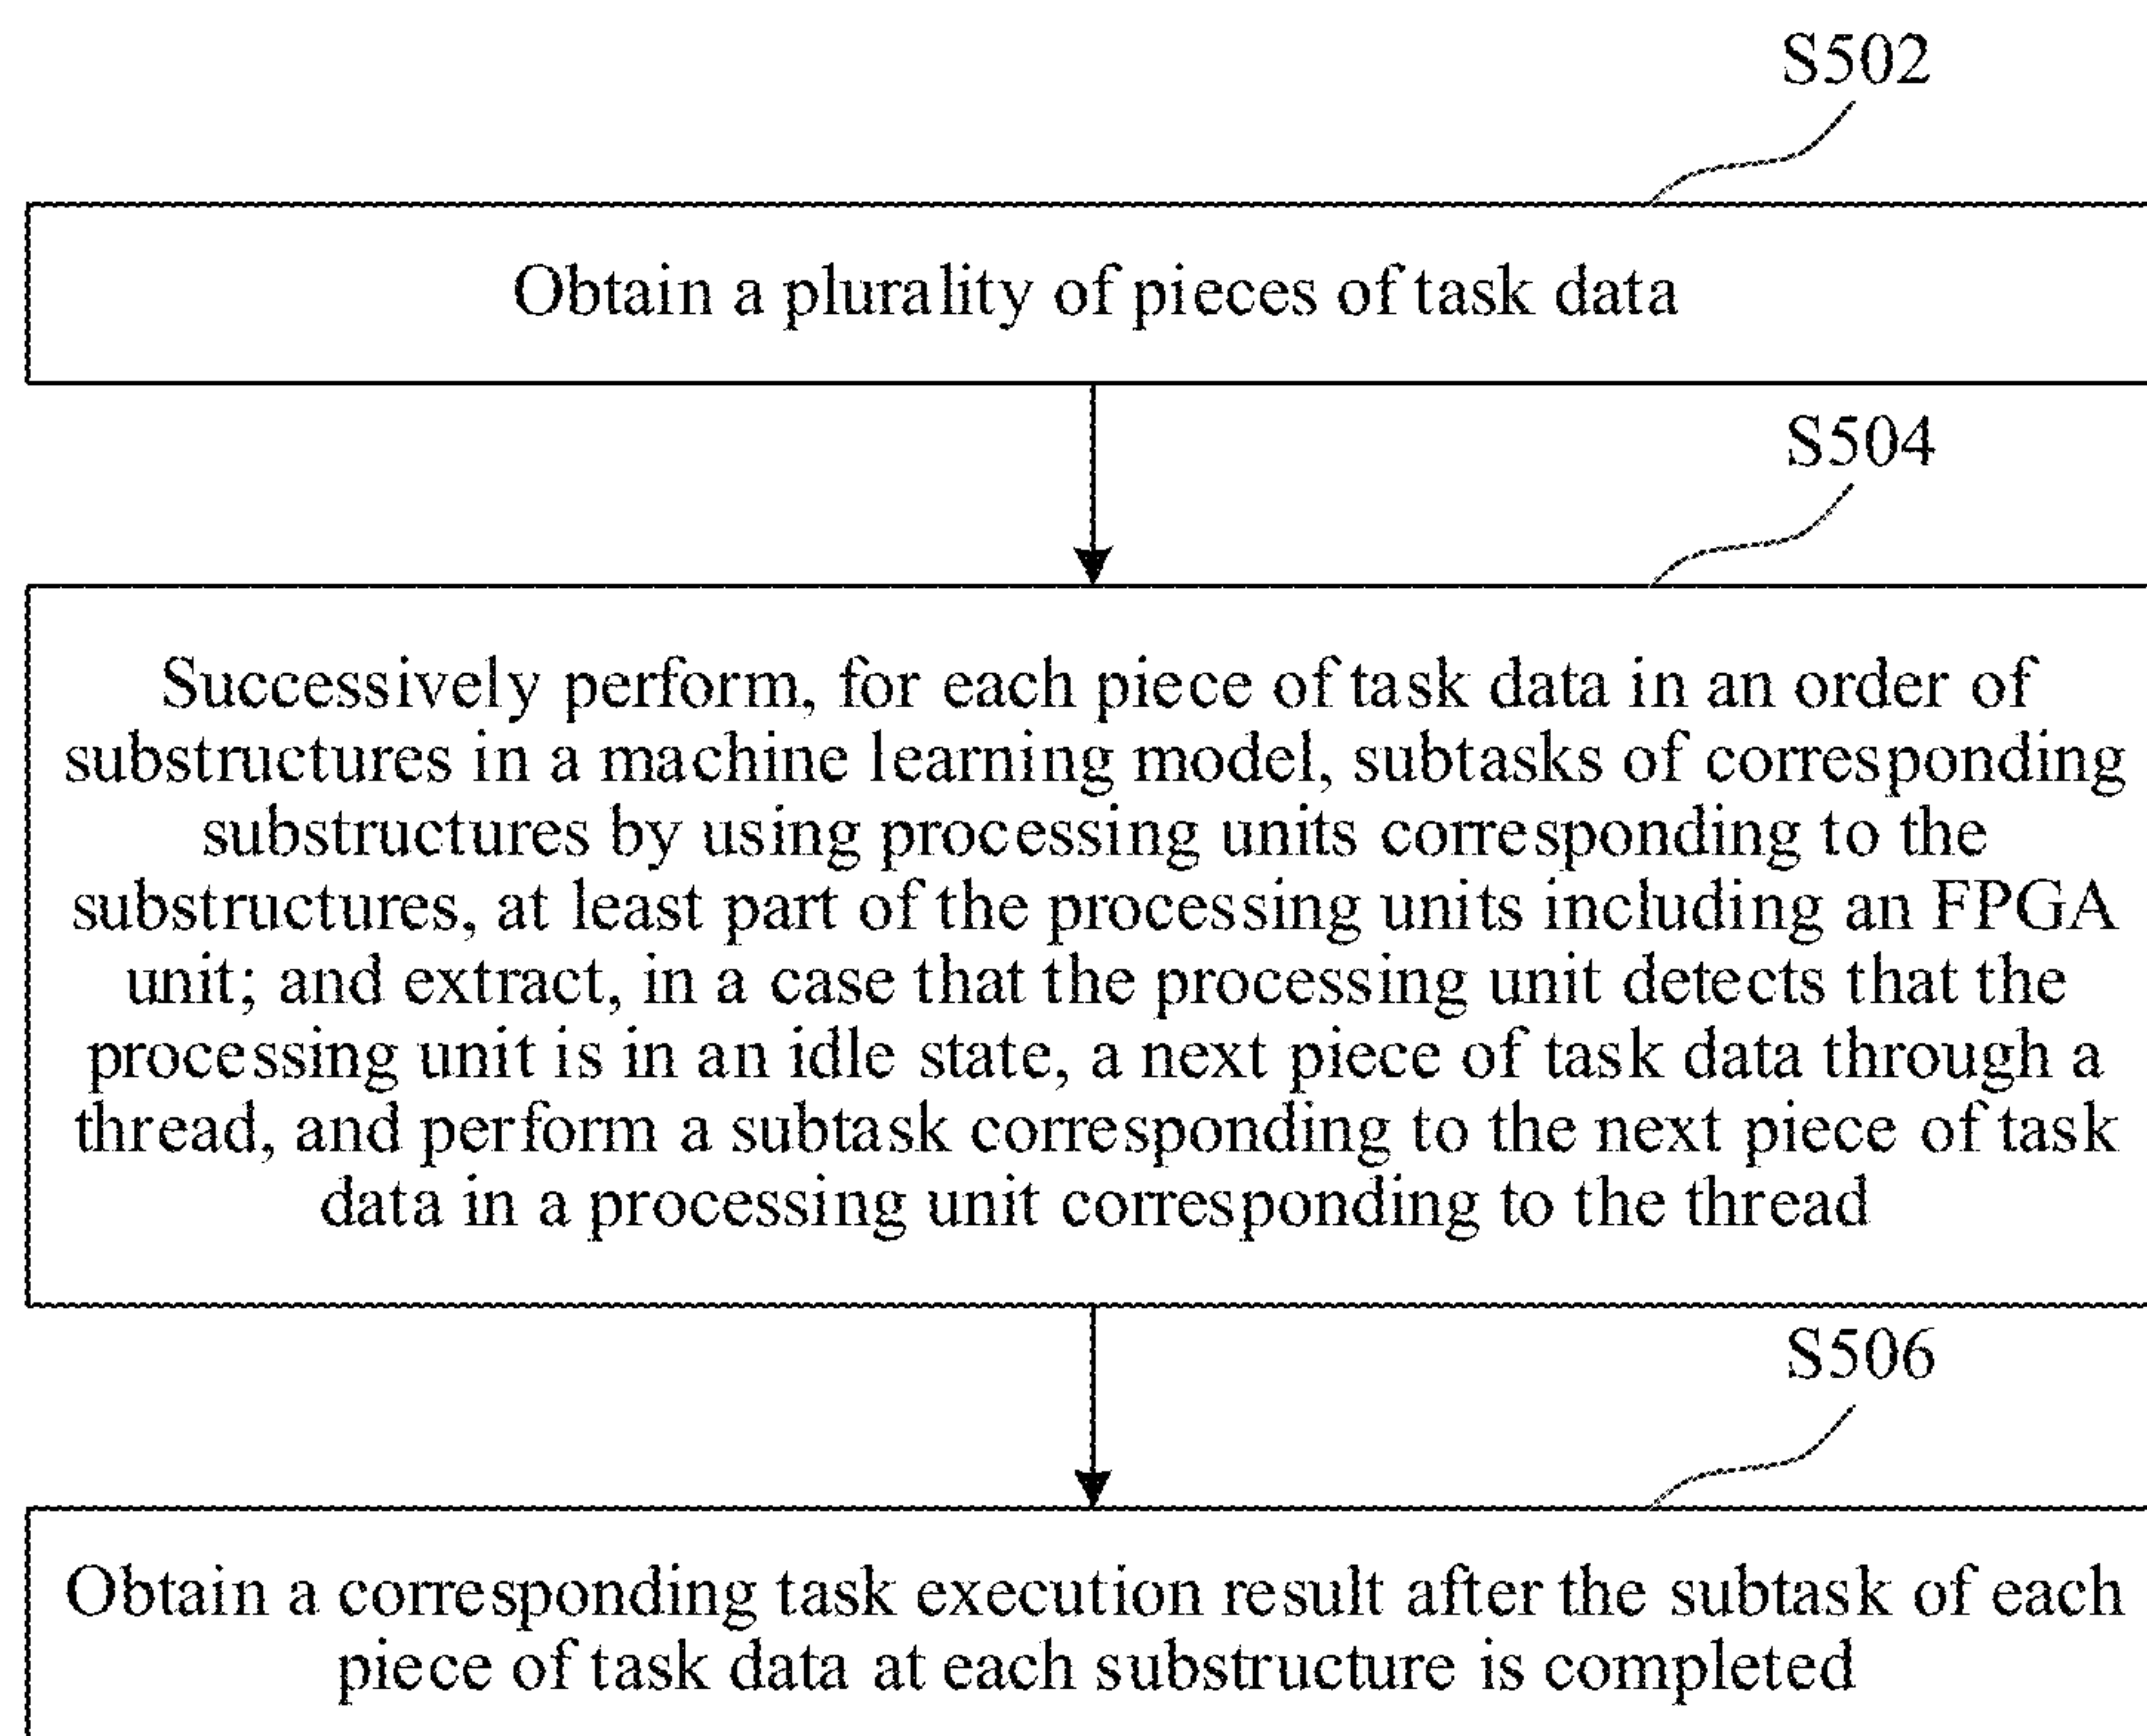 S502
Obtain a plurality of pieces of task data
S504
Successively perform, for each piece of task data in an order of
substructures in a machine learning model, subtasks of corresponding
substructures by using processing units corresponding to the
substructures, at least part of the processing units including an FPGA
unit; and extract, in a case that the processing unit detects that the
processing unit is in an idle state, a next piece of task data through a
thread, and perform a subtask corresponding to the next piece of task
data in a processing unit corresponding to the thread
S506
Obtain a corresponding task execution result after the subtask of each
piece of task data at each substructure is completed